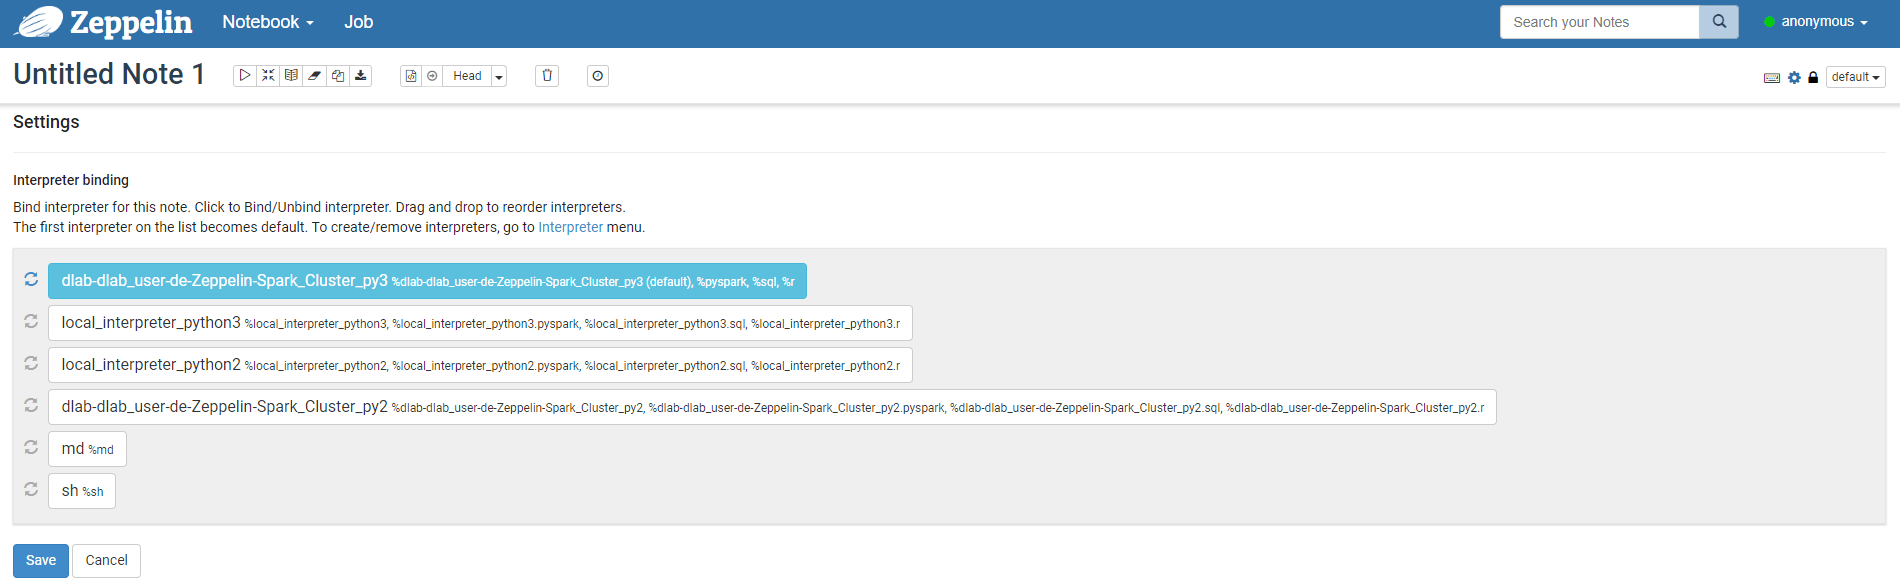 Zeppelin Notebook Job Search your Notes anonymous
Untitled Note 1 Head default
Settings
Interpreter binding
Bind interpreter for this note. Click to Bind/Unbind interpreter. Drag and drop to reorder interpreters.
The first interpreter on the list becomes default. To create/remove interpreters, go to Interpreter menu.
dlab-dlab_user-de-Zeppelin-Spark_Cluster_py3 %dlab-dlab_user-de-Zeppelin-Spark_Cluster_py3 (default), %pyspark, %sql, %r
local_interpreter_python3 %local_interpreter_python3, %local_interpreter_python3.pyspark, %local_interpreter_python3.sql, %local_interpreter_python3.r
local_interpreter_python2 %local_interpreter_python2, %local_interpreter_python2.pyspark, %local_interpreter_python2.sql, %local_interpreter_python2.r
dlab-dlab_user-de-Zeppelin-Spark_Cluster_py2 %dlab-dlab_user-de-Zeppelin-Spark_Cluster_py2, %dlab-dlab_user-de-Zeppelin-Spark_Cluster_py2.pyspark, %dlab-dlab_user-de-Zeppelin-Spark_Cluster_py2.sql, %dlab-dlab_user-de-Zeppelin-Spark_Cluster_py2.r
md %md
sh %sh
Save Cancel